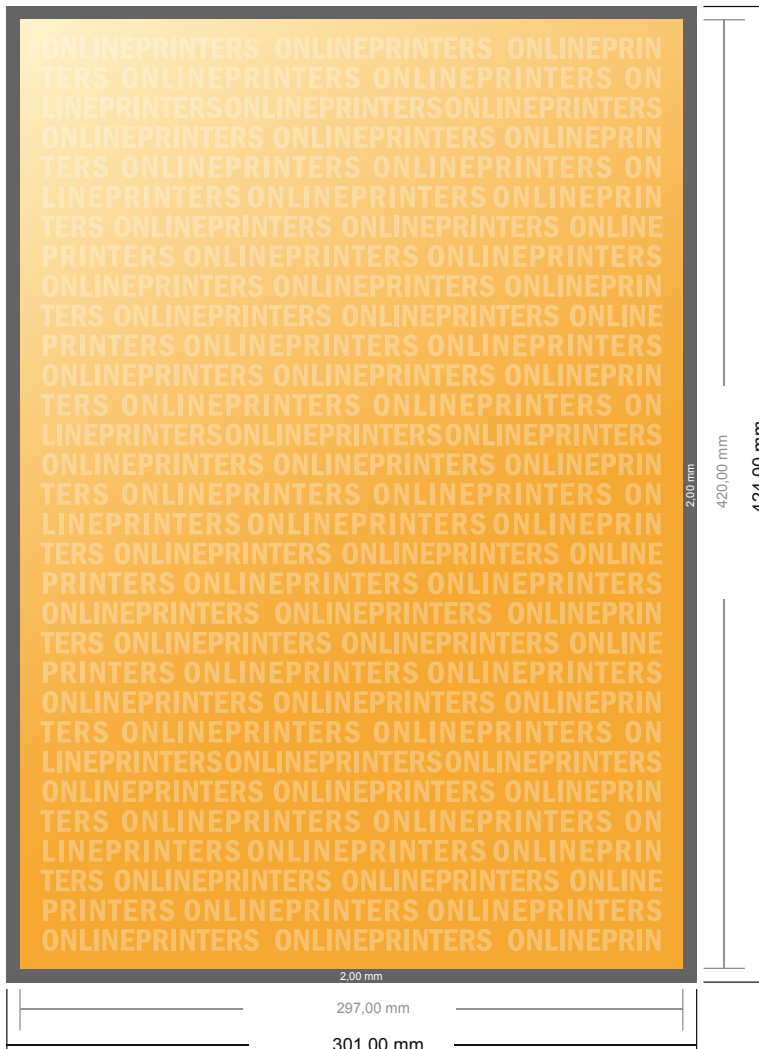 ONLINEPRINTERS ONLINEPRINTERS ONLINEPRIN
TERS ONLINEPRINTERS ONLINEPRINTERS ON
LINEPRINTERSONLINEPRINTERSONLINEPRINTERS
ONLINEPRINTERS ONLINEPRINTERS ONLINEPRIN
TERS ONLINEPRINTERS ONLINEPRINTERS ON
LINEPRINTERS ONLINEPRINTERS ONLINEPRIN
TERS ONLINEPRINTERS ONLINEPRINTERS ONLINE
PRINTERS ONLINEPRINTERS ONLINEPRINTERS
ONLINEPRINTERS ONLINEPRINTERS ONLINEPRIN
TERS ONLINEPRINTERS ONLINEPRINTERS ONLINE
PRINTERS ONLINEPRINTERS ONLINEPRINTERS
ONLINEPRINTERS ONLINEPRINTERS ONLINEPRIN
TERS ONLINEPRINTERS ONLINEPRINTERS ON
LINEPRINTERSONLINEPRINTERSONLINEPRINTERS
ONLINEPRINTERS ONLINEPRINTERS ONLINEPRIN
TERS ONLINEPRINTERS ONLINEPRINTERS ON
LINEPRINTERS ONLINEPRINTERS ONLINEPRIN
TERS ONLINEPRINTERS ONLINEPRINTERS ONLINE
PRINTERS ONLINEPRINTERS ONLINEPRINTERS
ONLINEPRINTERS ONLINEPRINTERS ONLINEPRIN
TERS ONLINEPRINTERS ONLINEPRINTERS ONLINE
PRINTERS ONLINEPRINTERS ONLINEPRINTERS
ONLINEPRINTERS ONLINEPRINTERS ONLINEPRIN
TERS ONLINEPRINTERS ONLINEPRINTERS ON
LINEPRINTERSONLINEPRINTERSONLINEPRINTERS
ONLINEPRINTERS ONLINEPRINTERS ONLINEPRIN
TERS ONLINEPRINTERS ONLINEPRINTERS ON
LINEPRINTERS ONLINEPRINTERS ONLINEPRIN
TERS ONLINEPRINTERS ONLINEPRINTERS ONLINE
PRINTERS ONLINEPRINTERS ONLINEPRINTERS
ONLINEPRINTERS ONLINEPRINTERS ONLINEPRIN
2,00 mm
420,00 mm
424,00 mm
2,00 mm
297,00 mm
301,00 mm